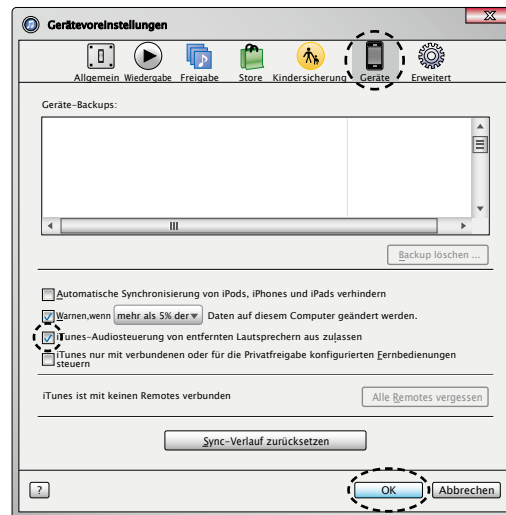 Gerätevoreinstellungen
Allgemein Wiedergabe Freigabe Store Kindersicherung Geräte Erweitert
Geräte-Backups:
Backup löschen ...
Automatische Synchronisierung von iPods, iPhones und iPads verhindern
Warnen,wenn mehr als 5% der Daten auf diesem Computer geändert werden.
iTunes-Audiosteuerung von entfernten Lautsprechern aus zulassen
iTunes nur mit verbundenen oder für die Privatfreigabe konfigurierten Fernbedienungen
steuern
iTunes ist mit keinen Remotes verbunden
Alle Remotes vergessen
Sync-Verlauf zurücksetzen
? OK Abbrechen